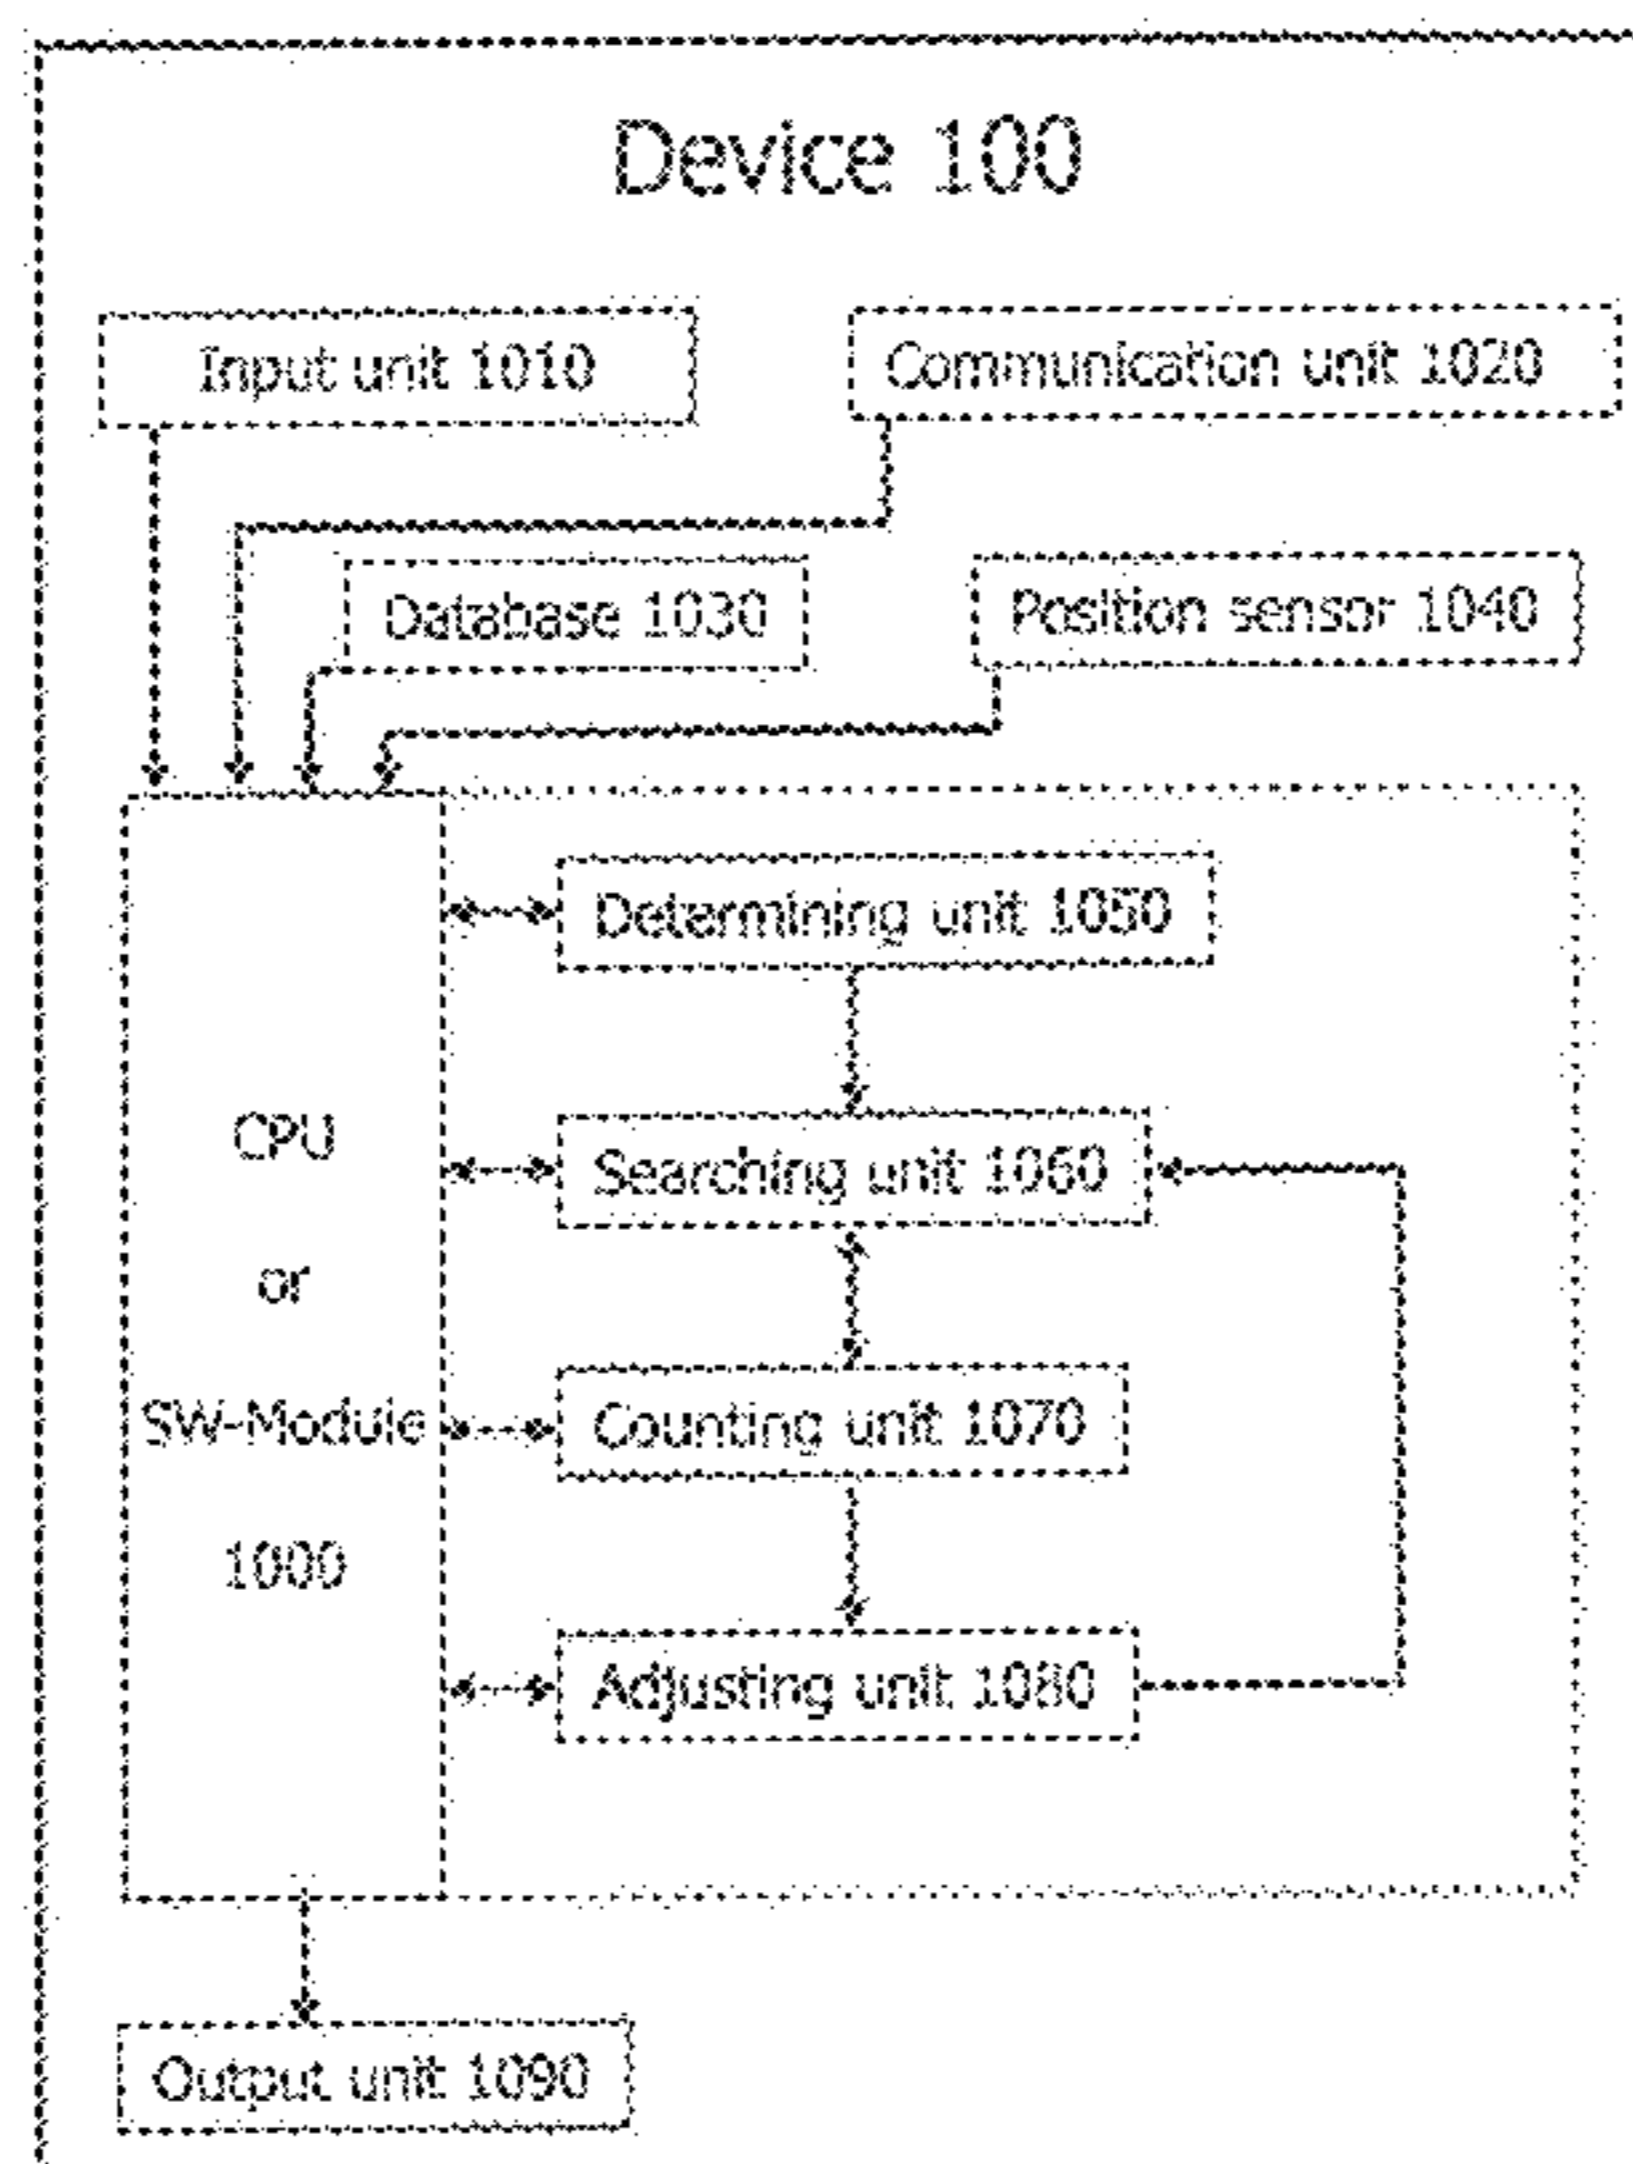 Device 100
Input unit 1010
Communication unit 1020
Database 1030
Position sensor 1040
Determining unit 1050
CPU
or
SW-Module
1000
Searching unit 1060
Counting unit 1070
Adjusting unit 1080
Output unit 1090